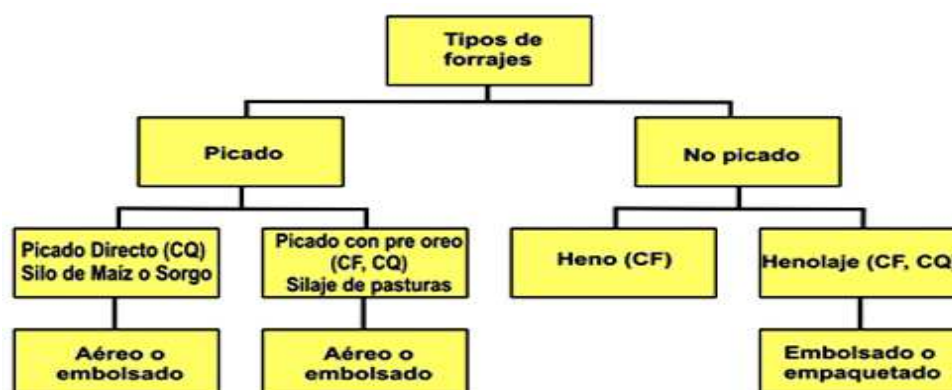 Tipos de
forrajes
Picado
No picado
Picado Directo (CQ)
Silo de Maíz o Sorgo
Picado con pre oreo
(CF, CQ)
Silaje de pasturas
Heno (CF)
Henolaje (CF, CQ)
Aéreo o
embolsado
Aéreo o
embolsado
Embolsado o
empaquetado